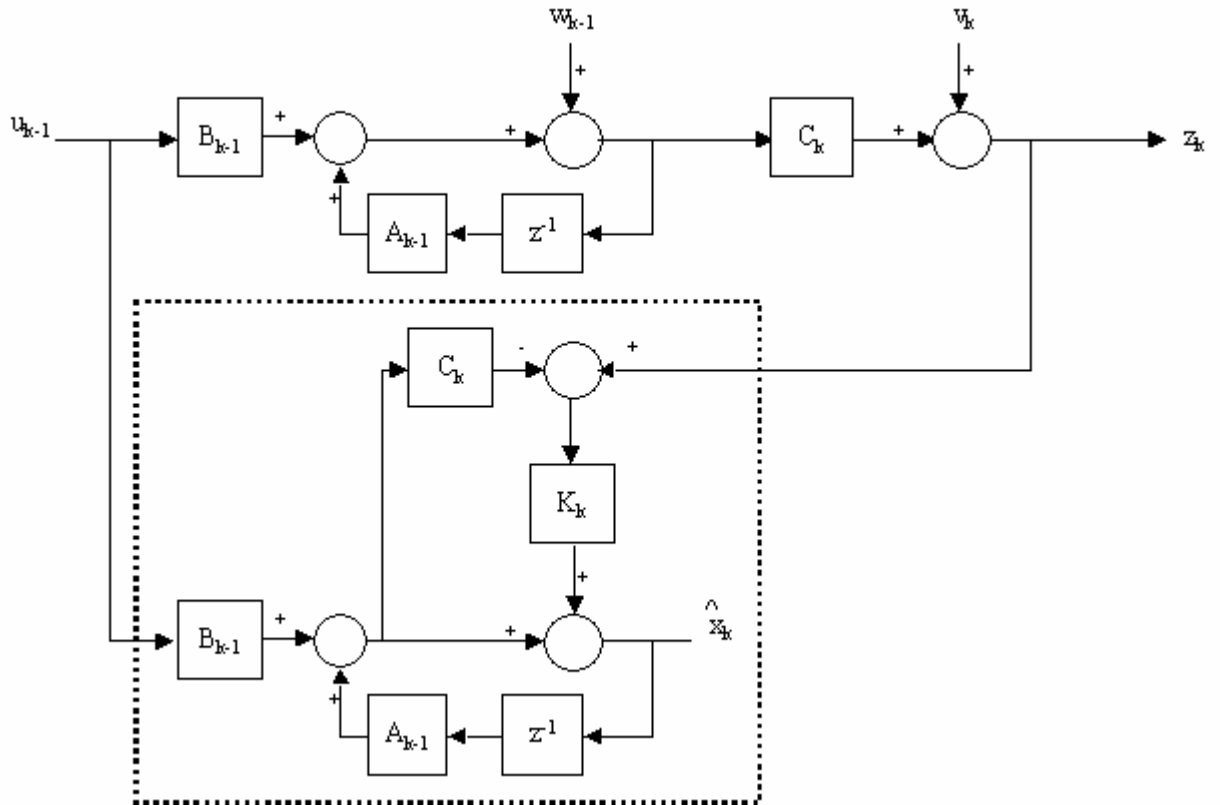 w_{k-1} v_k
u_{k-1} B_{k-1} + + + C_k + + z_k
+ A_{k-1} z^{-1}
C_k - +
K_k
+
B_{k-1} + + x̂_k
+ A_{k-1} z^{-1}